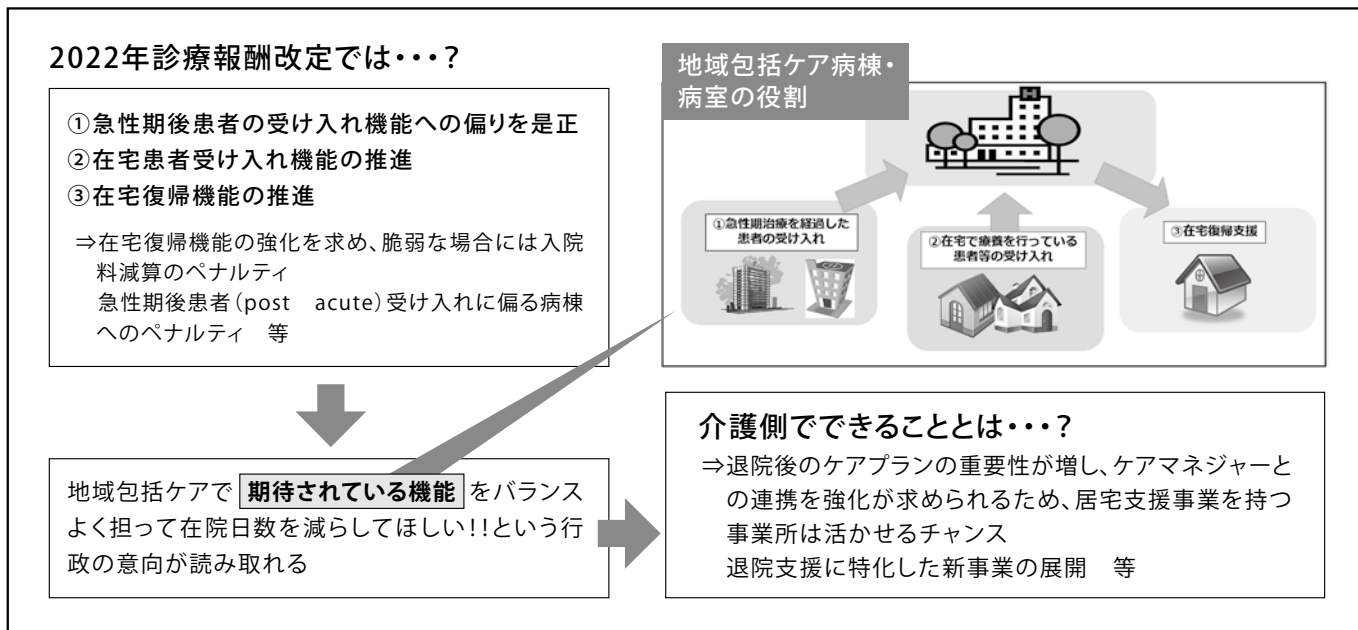 2022年診療報酬改定では・・・？
①急性期後患者の受け入れ機能への偏りを是正
②在宅患者受け入れ機能の推進
③在宅復帰機能の推進
⇒在宅復帰機能の強化を求め、脆弱な場合には入院
料減算のペナルティ
急性期後患者（post　acute）受け入れに偏る病棟
へのペナルティ　等
地域包括ケアで 期待されている機能 をバランス
よく担って在院日数を減らしてほしい！！という行
政の意向が読み取れる
地域包括ケア病棟・
病室の役割
H
①急性期治療を経過した
患者の受け入れ
②在宅で療養を行っている
患者等の受け入れ
③在宅復帰支援
介護側でできることとは・・・？
⇒退院後のケアプランの重要性が増し、ケアマネジャーと
の連携を強化が求められるため、居宅支援事業を持つ
事業所は活かせるチャンス
退院支援に特化した新事業の展開　等